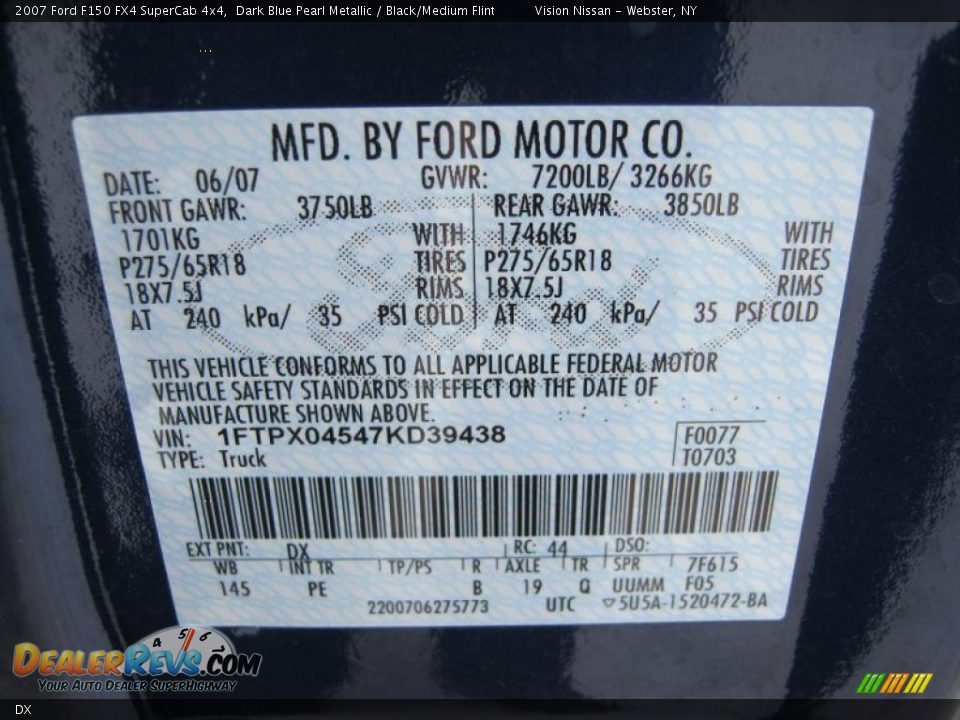 2007 Ford F150 FX4 SuperCab 4x4, Dark Blue Pearl Metallic / Black/Medium Flint Vision Nissan - Webster, NY
MFD. BY FORD MOTOR CO.
DATE: 06/07 GVWR: 7200LB/ 3266KG
FRONT GAWR: 3750LB REAR GAWR: 3850LB
1701KG WITH 1746KG WITH
P275/65R18 TIRES P275/65R18 TIRES
18X7.5J RIMS 18X7.5J RIMS
AT 240 kPa/ 35 PSI COLD AT 240 kPa/ 35 PSI COLD
THIS VEHICLE CONFORMS TO ALL APPLICABLE FEDERAL MOTOR
VEHICLE SAFETY STANDARDS IN EFFECT ON THE DATE OF
MANUFACTURE SHOWN ABOVE.
VIN: 1FTPX04547KD39438 F0077
TYPE: Truck T0703
EXT PNT: DX RC: 44 DSO:
WB INT TR TP/PS R AXLE TR SPR 7F615
145 PE B 19 Q UUMM F05
2200706275773 UTC ▽5U5A-1520472-BA
DEALERREVS.COM
4 5 6
YOUR AUTO DEALER SUPERHIGHWAY
DX